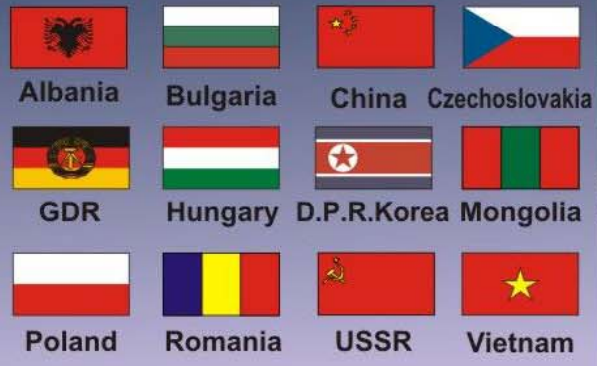 Albania Bulgaria China Czechoslovakia
GDR Hungary D.P.R.Korea Mongolia
Poland Romania USSR Vietnam